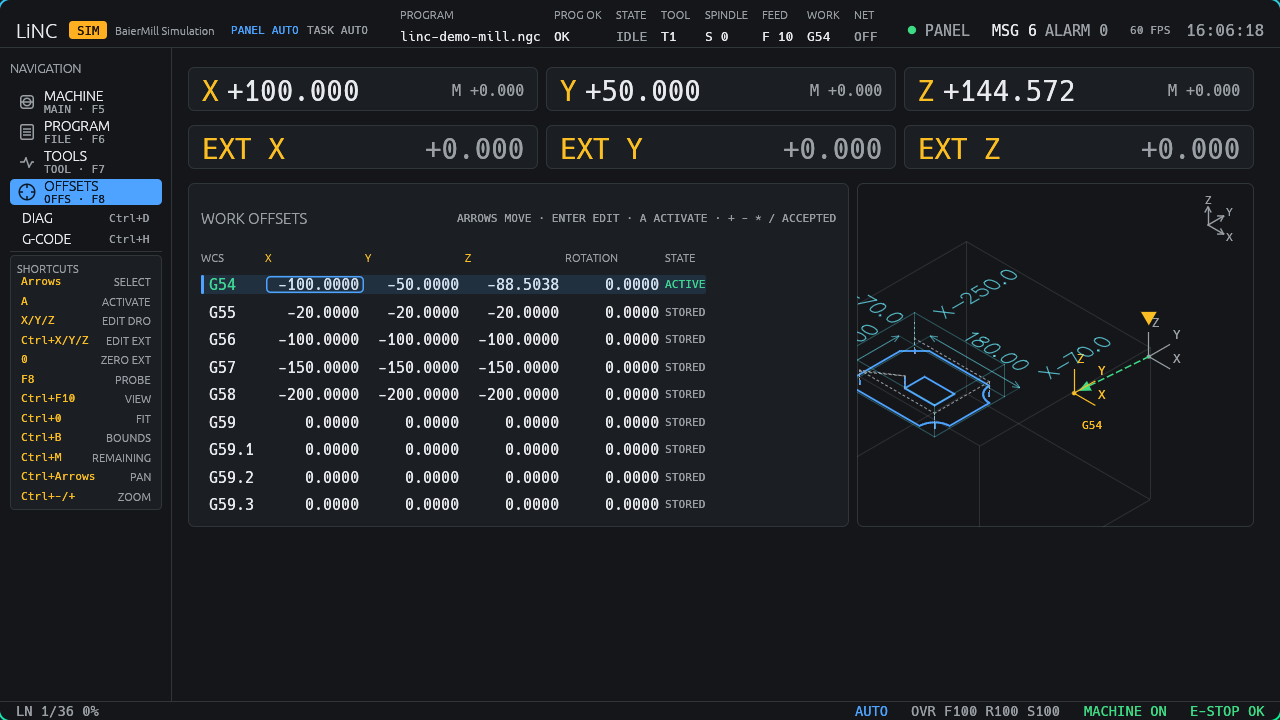 LiNC SIM BaierMill Simulation PANEL AUTO TASK AUTO
PROGRAM PROG OK STATE TOOL SPINDLE FEED WORK NET
linc-demo-mill.ngc OK IDLE T1 S 0 F 10 G54 OFF
PANEL MSG 6 ALARM 0 60 FPS 16:06:18
NAVIGATION
MACHINE
MAIN · F5
PROGRAM
FILE · F6
TOOLS
TOOL · F7
OFFSETS
OFFS · F8
DIAG Ctrl+D
G-CODE Ctrl+H
SHORTCUTS
Arrows SELECT
A ACTIVATE
X/Y/Z EDIT DRO
Ctrl+X/Y/Z EDIT EXT
0 ZERO EXT
F8 PROBE
Ctrl+F10 VIEW
Ctrl+0 FIT
Ctrl+B BOUNDS
Ctrl+M REMAINING
Ctrl+Arrows PAN
Ctrl+-/+ ZOOM
X +100.000 M +0.000
Y +50.000 M +0.000
Z +144.572 M +0.000
EXT X +0.000
EXT Y +0.000
EXT Z +0.000
WORK OFFSETS ARROWS MOVE · ENTER EDIT · A ACTIVATE · + - * / ACCEPTED
WCS X Y Z ROTATION STATE
G54 -100.0000 -50.0000 -88.5038 0.0000 ACTIVE
G55 -20.0000 -20.0000 -20.0000 0.0000 STORED
G56 -100.0000 -100.0000 -100.0000 0.0000 STORED
G57 -150.0000 -150.0000 -150.0000 0.0000 STORED
G58 -200.0000 -200.0000 -200.0000 0.0000 STORED
G59 0.0000 0.0000 0.0000 0.0000 STORED
G59.1 0.0000 0.0000 0.0000 0.0000 STORED
G59.2 0.0000 0.0000 0.0000 0.0000 STORED
G59.3 0.0000 0.0000 0.0000 0.0000 STORED
Z
Y
X
X-250.0
70.0
180.00
X-70.0
Z
Y
X
Z
Y
X
G54
LN 1/36 0% AUTO OVR F100 R100 S100 MACHINE ON E-STOP OK